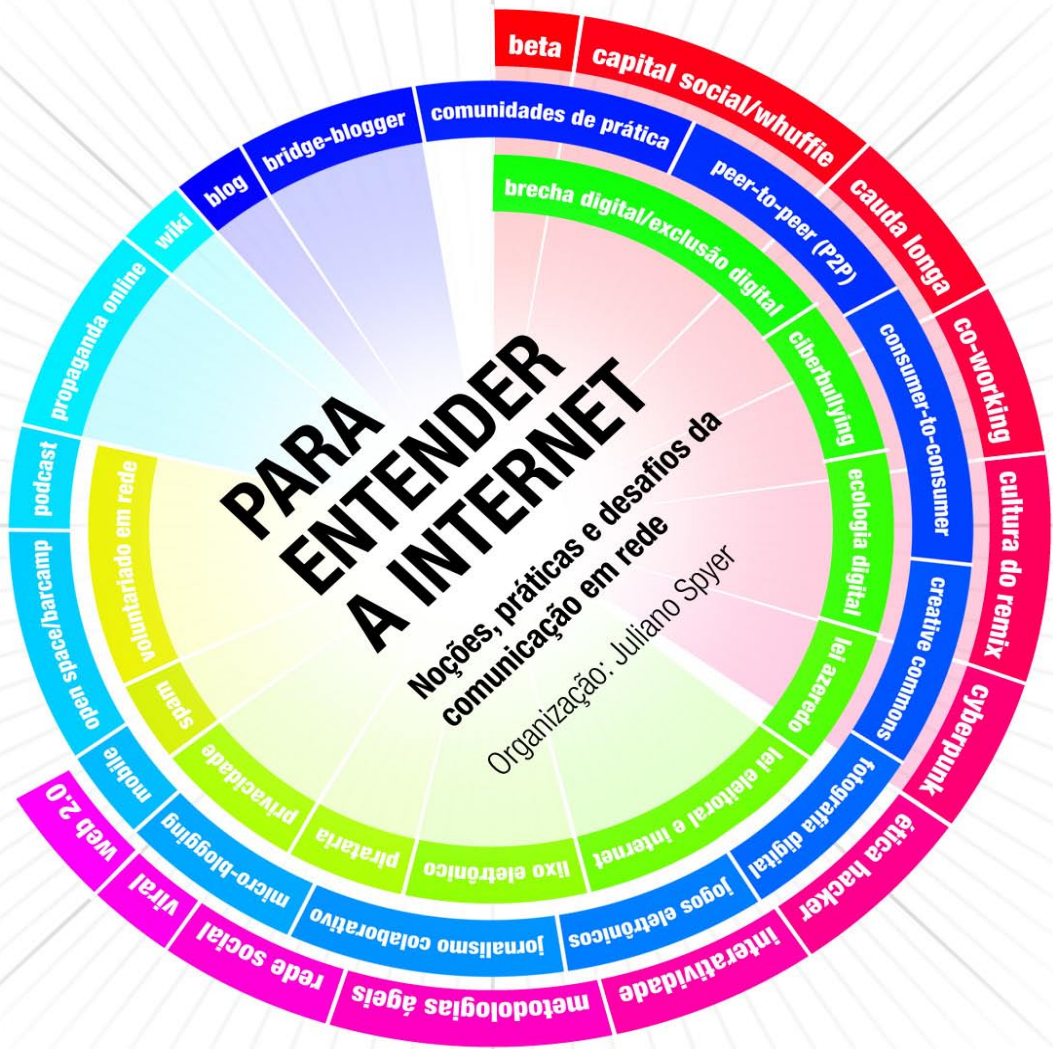 PARA
ENTENDER
A INTERNET
Noções, práticas e desafios da
comunicação em rede
Organização: Juliano Spyer
beta
capital social/whuffie
cauda longa
co-working
cultura do remix
cyberpunk
ética hacker
interatividade
metodologias ágeis
rede social
viral
web 2.0
blog
bridge-blogger
comunidades de prática
peer-to-peer (P2P)
consumer-to-consumer
creative commons
fotografia digital
jogos eletrônicos
jornalismo colaborativo
micro-blogging
mobile
open space/barcamp
podcast
propaganda online
wiki
brecha digital/exclusão digital
ciberbullying
ecologia digital
lei azeredo
lei eleitoral e internet
lixo eletrônico
pirataria
privacidade
spam
voluntariado em rede